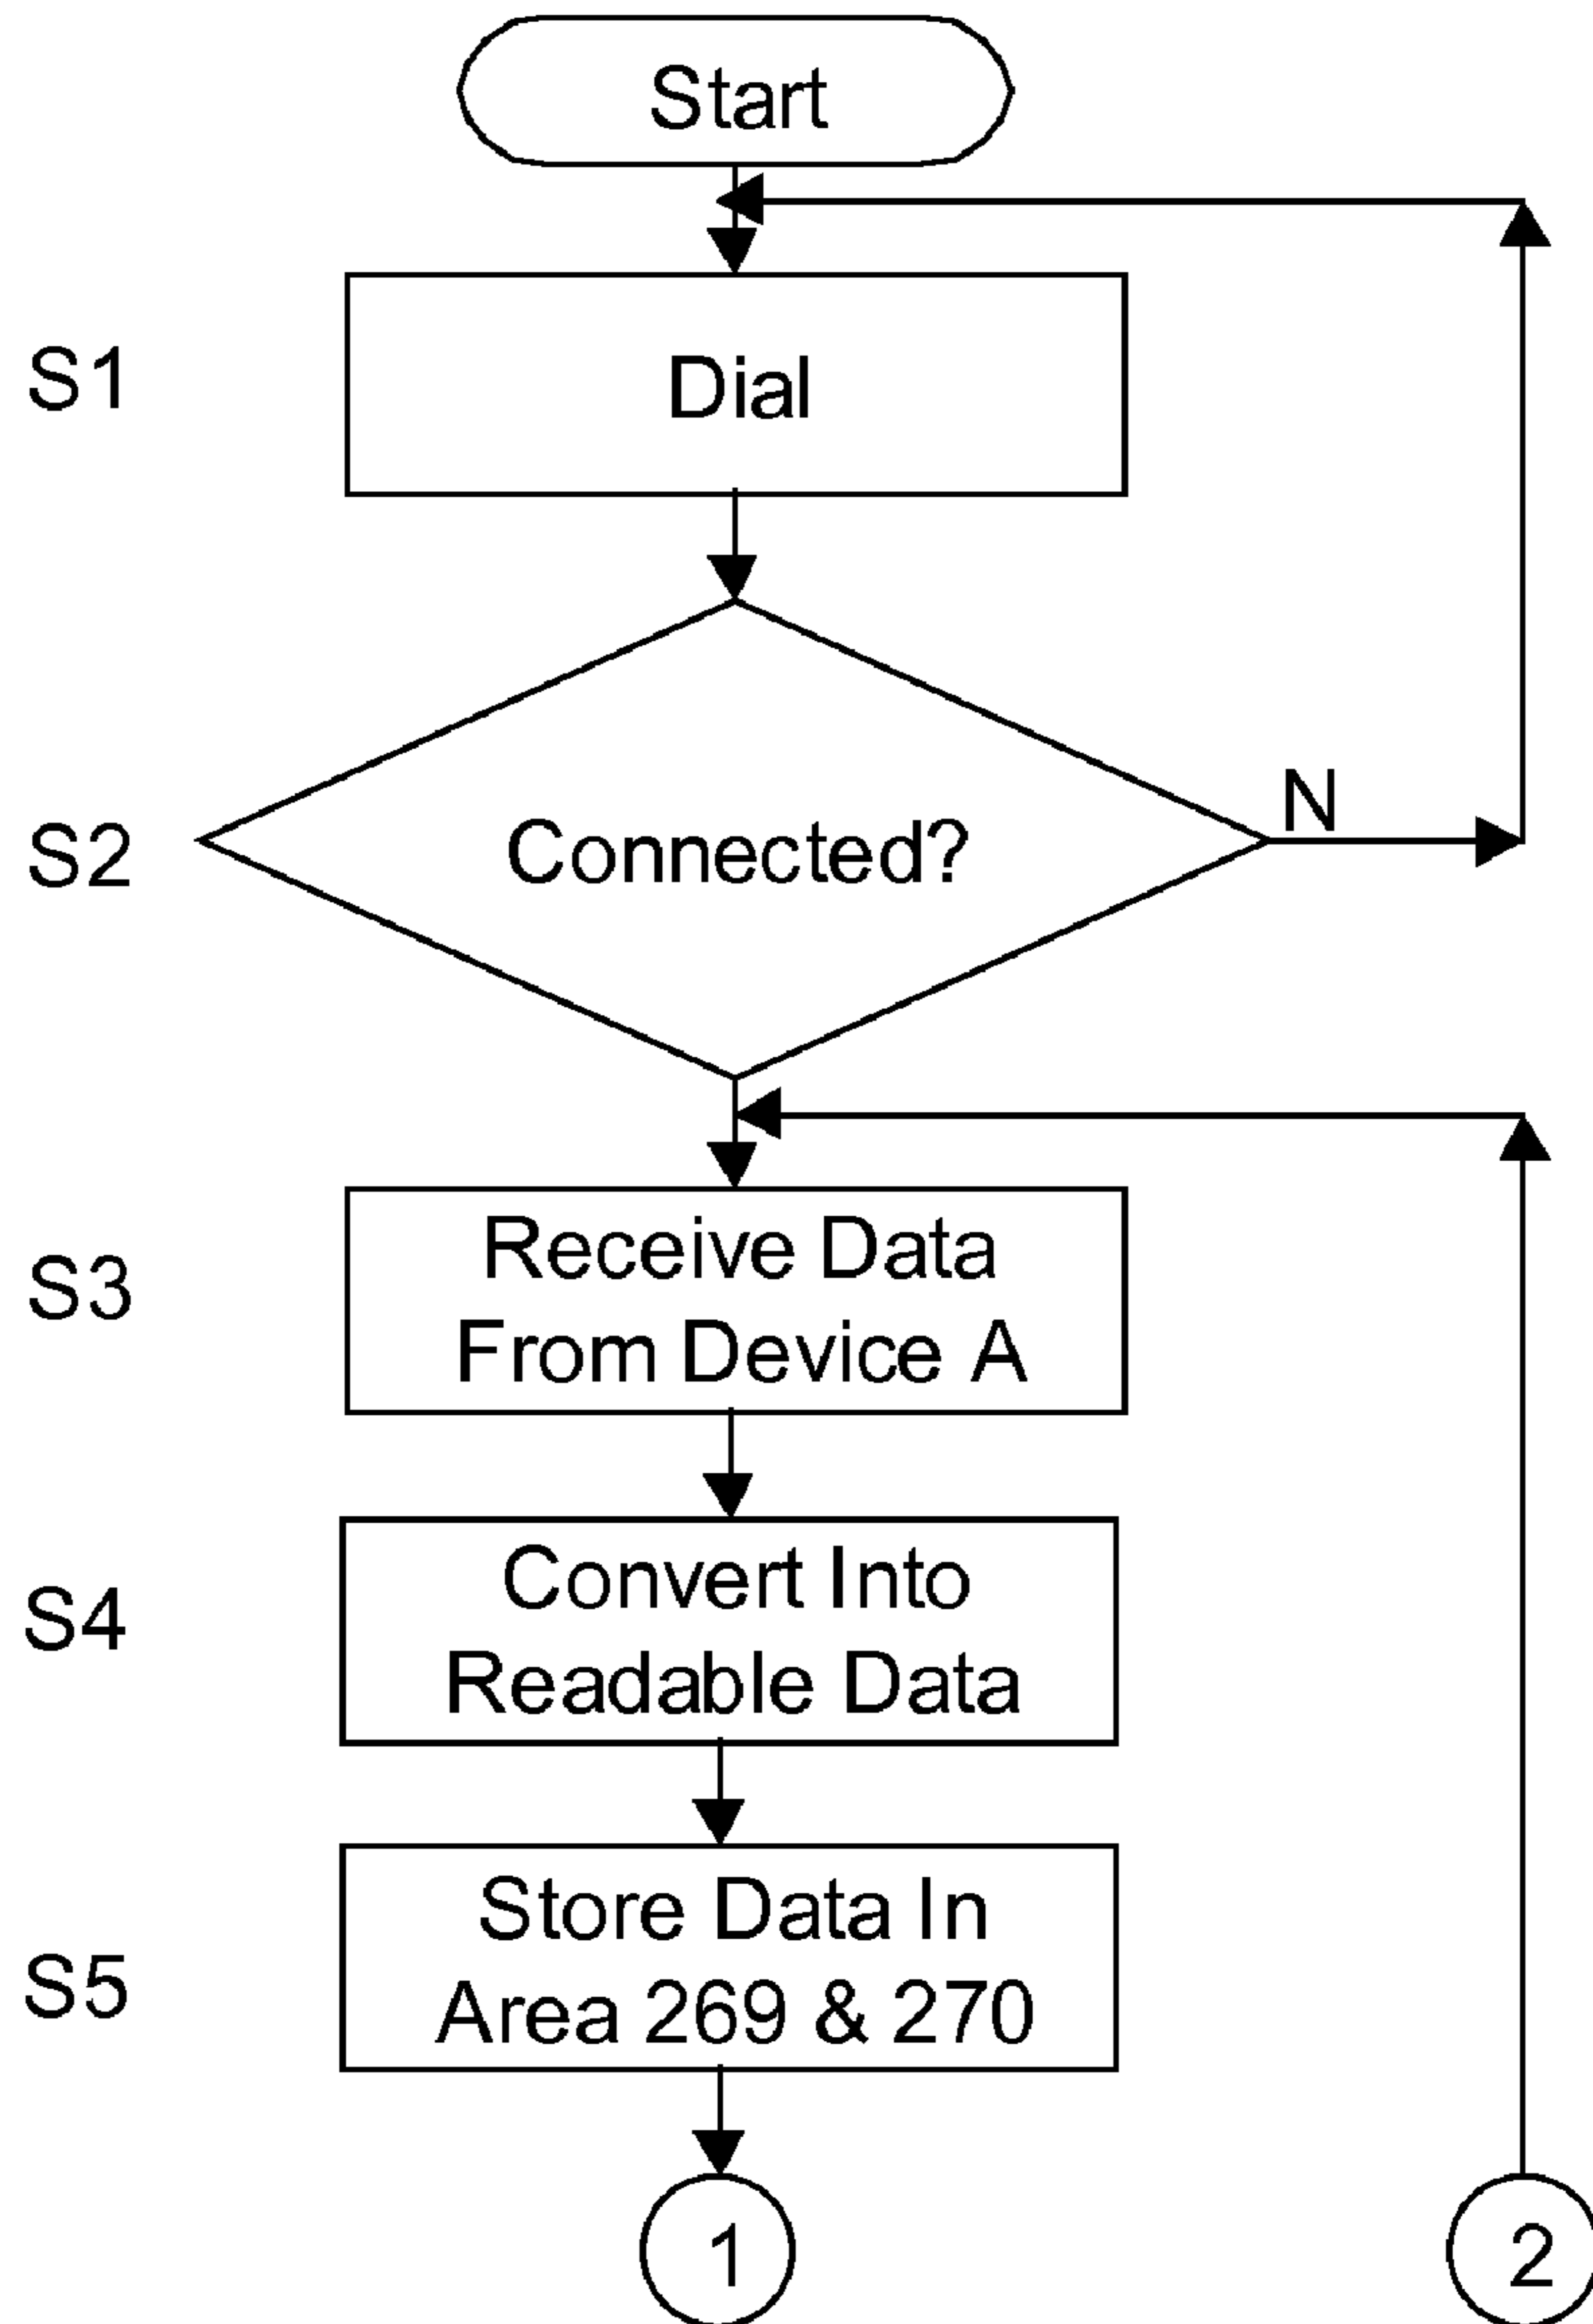 Start
S1
Dial
S2
Connected?
N
S3
Receive Data
From Device A
S4
Convert Into
Readable Data
S5
Store Data In
Area 269 & 270
1
2